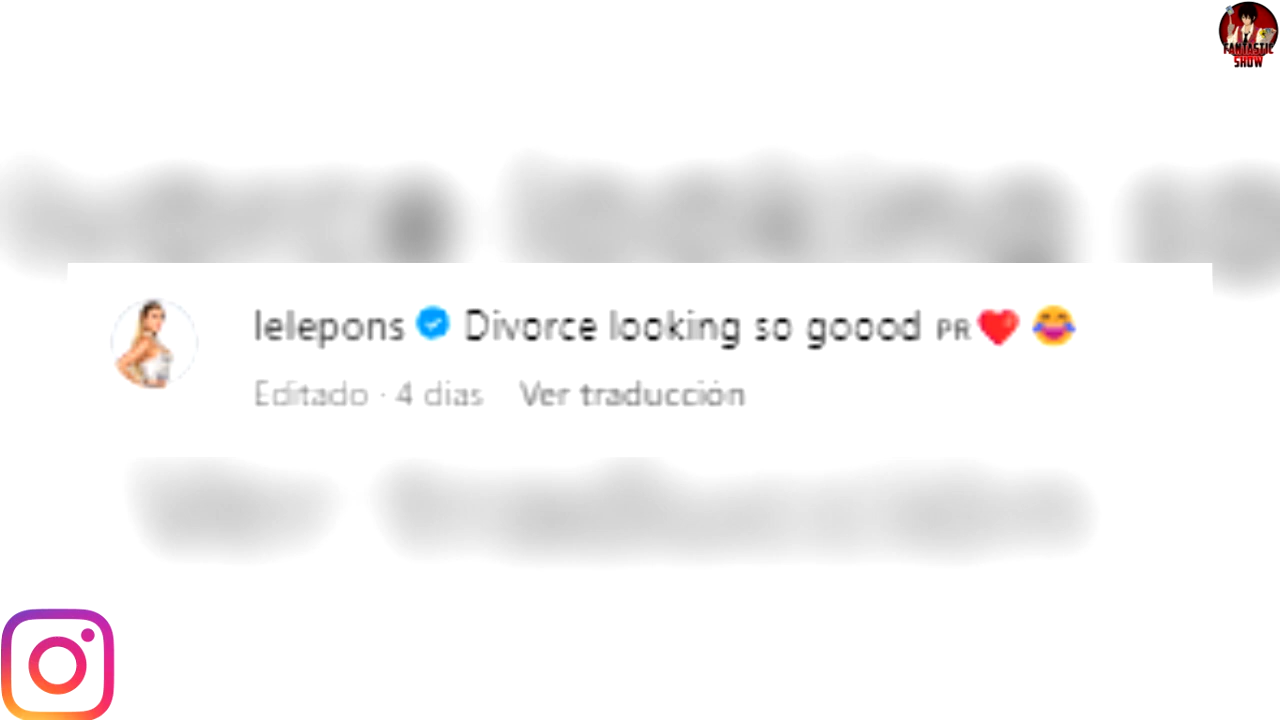 FANTASTIC
SHOW
lelepons Divorce looking so goood PR❤️😂
Editado · 4 días Ver traducción